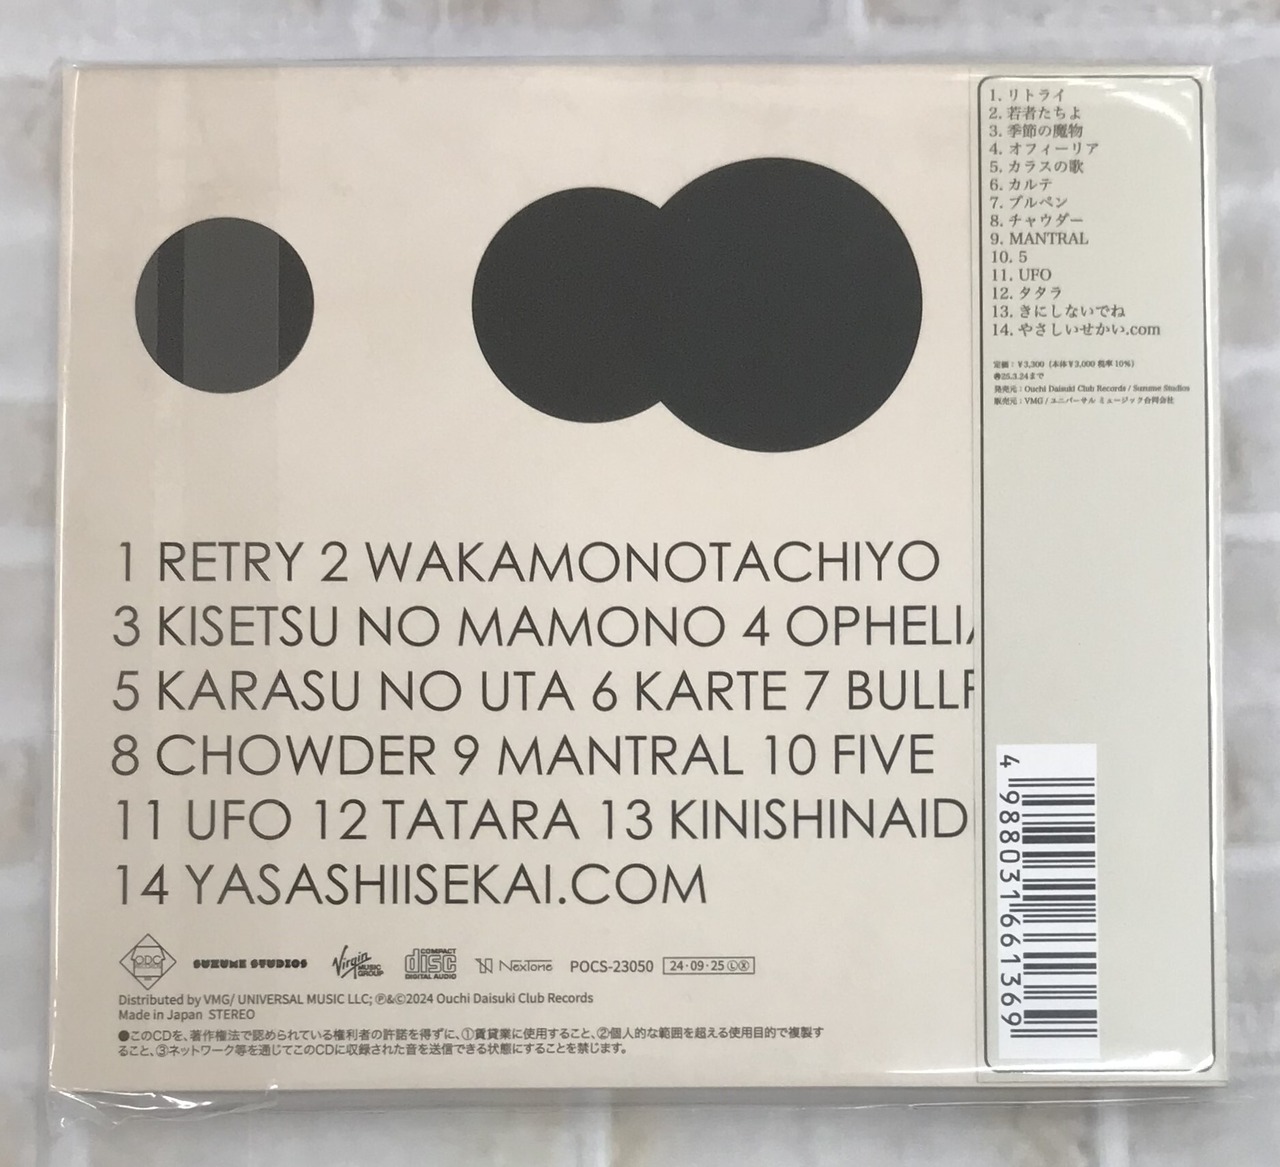 1 RETRY 2 WAKAMONOTACHIYO
3 KISETSU NO MAMONO 4 OPHELIA
5 KARASU NO UTA 6 KARTE 7 BULLP
8 CHOWDER 9 MANTRAL 10 FIVE
11 UFO 12 TATARA 13 KINISHINAID
14 YASASHIISEKAI.COM
ODC
SUZUME STUDIOS
Virgin
MUSIC
GROUP
COMPACT
disc
DIGITAL AUDIO
NexTone
POCS-23050
24·09·25 Ⓛ Ⓧ
Distributed by VMG/ UNIVERSAL MUSIC LLC; Ⓟ&Ⓒ2024 Ouchi Daisuki Club Records
Made in Japan STEREO
●このCDを、著作権法で認められている権利者の許諾を得ずに、①賃貸業に使用すること、②個人的な範囲を超える使用目的で複製す
ること、③ネットワーク等を通じてこのCDに収録された音を送信できる状態にすることを禁じます。
1. リトライ
2. 若者たちよ
3. 季節の魔物
4. オフィーリア
5. カラスの歌
6. カルテ
7. ブルペン
8. チャウダー
9. MANTRAL
10. 5
11. UFO
12. タタラ
13. きにしないでね
14. やさしいせかい.com
定価：¥3,300 (本体¥3,000 税率10%)
㊢25.3.24まで
発売元：Ouchi Daisuki Club Records / Suzume Studios
販売元：VMG / ユニバーサル ミュージック合同会社
4 988031 661369